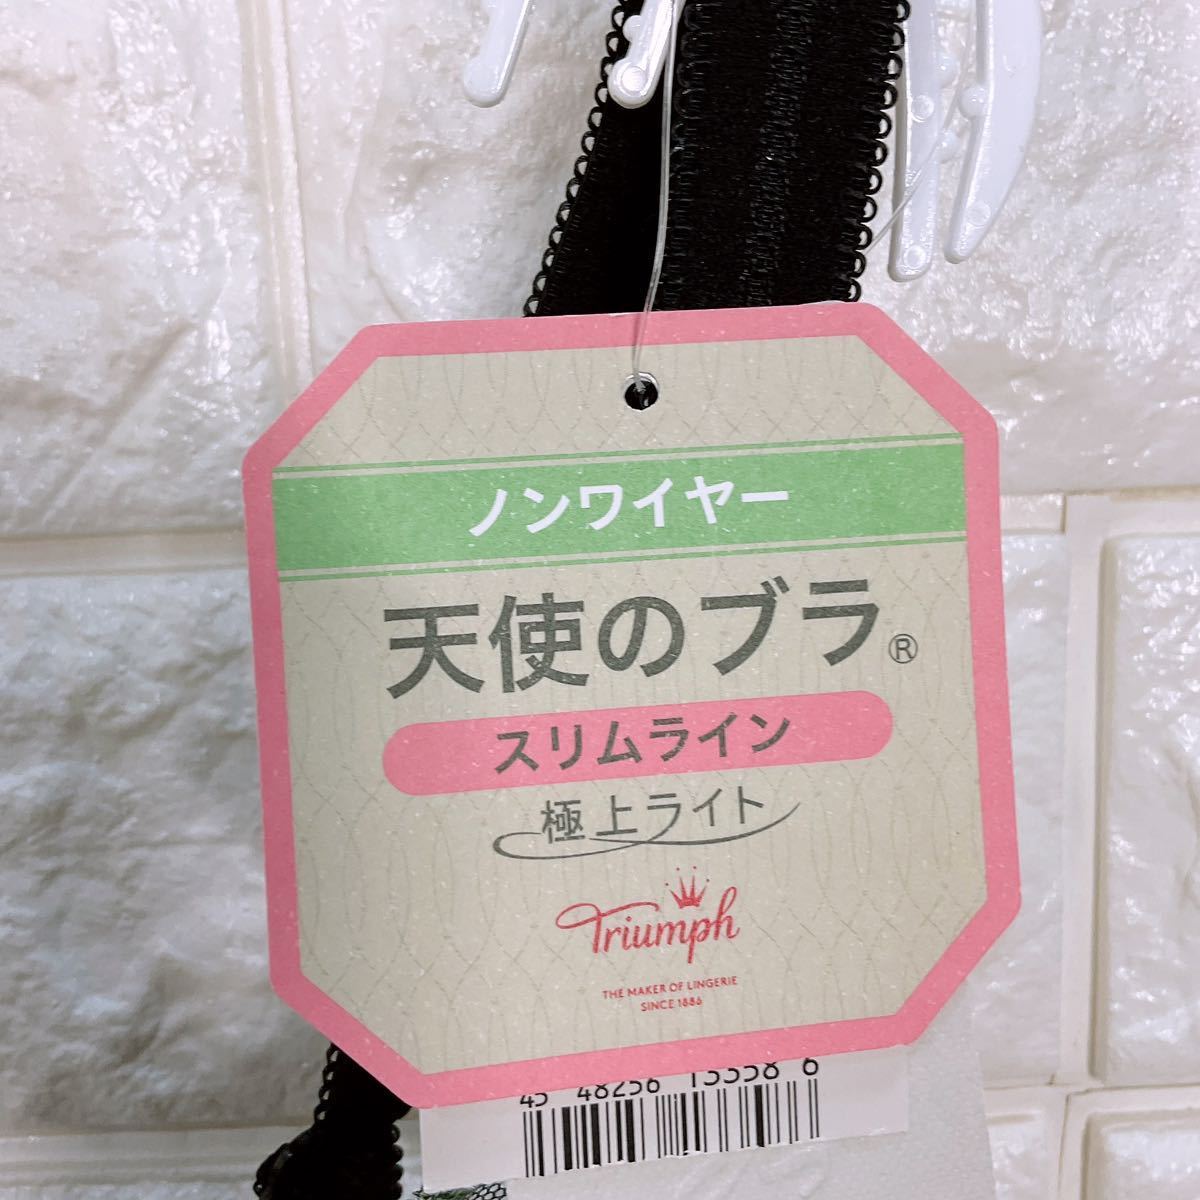 ノンワイヤー
天使のブラ®
スリムライン
極上ライト
Triumph
THE MAKER OF LINGERIE
SINCE 1886
45 48256 13358 6